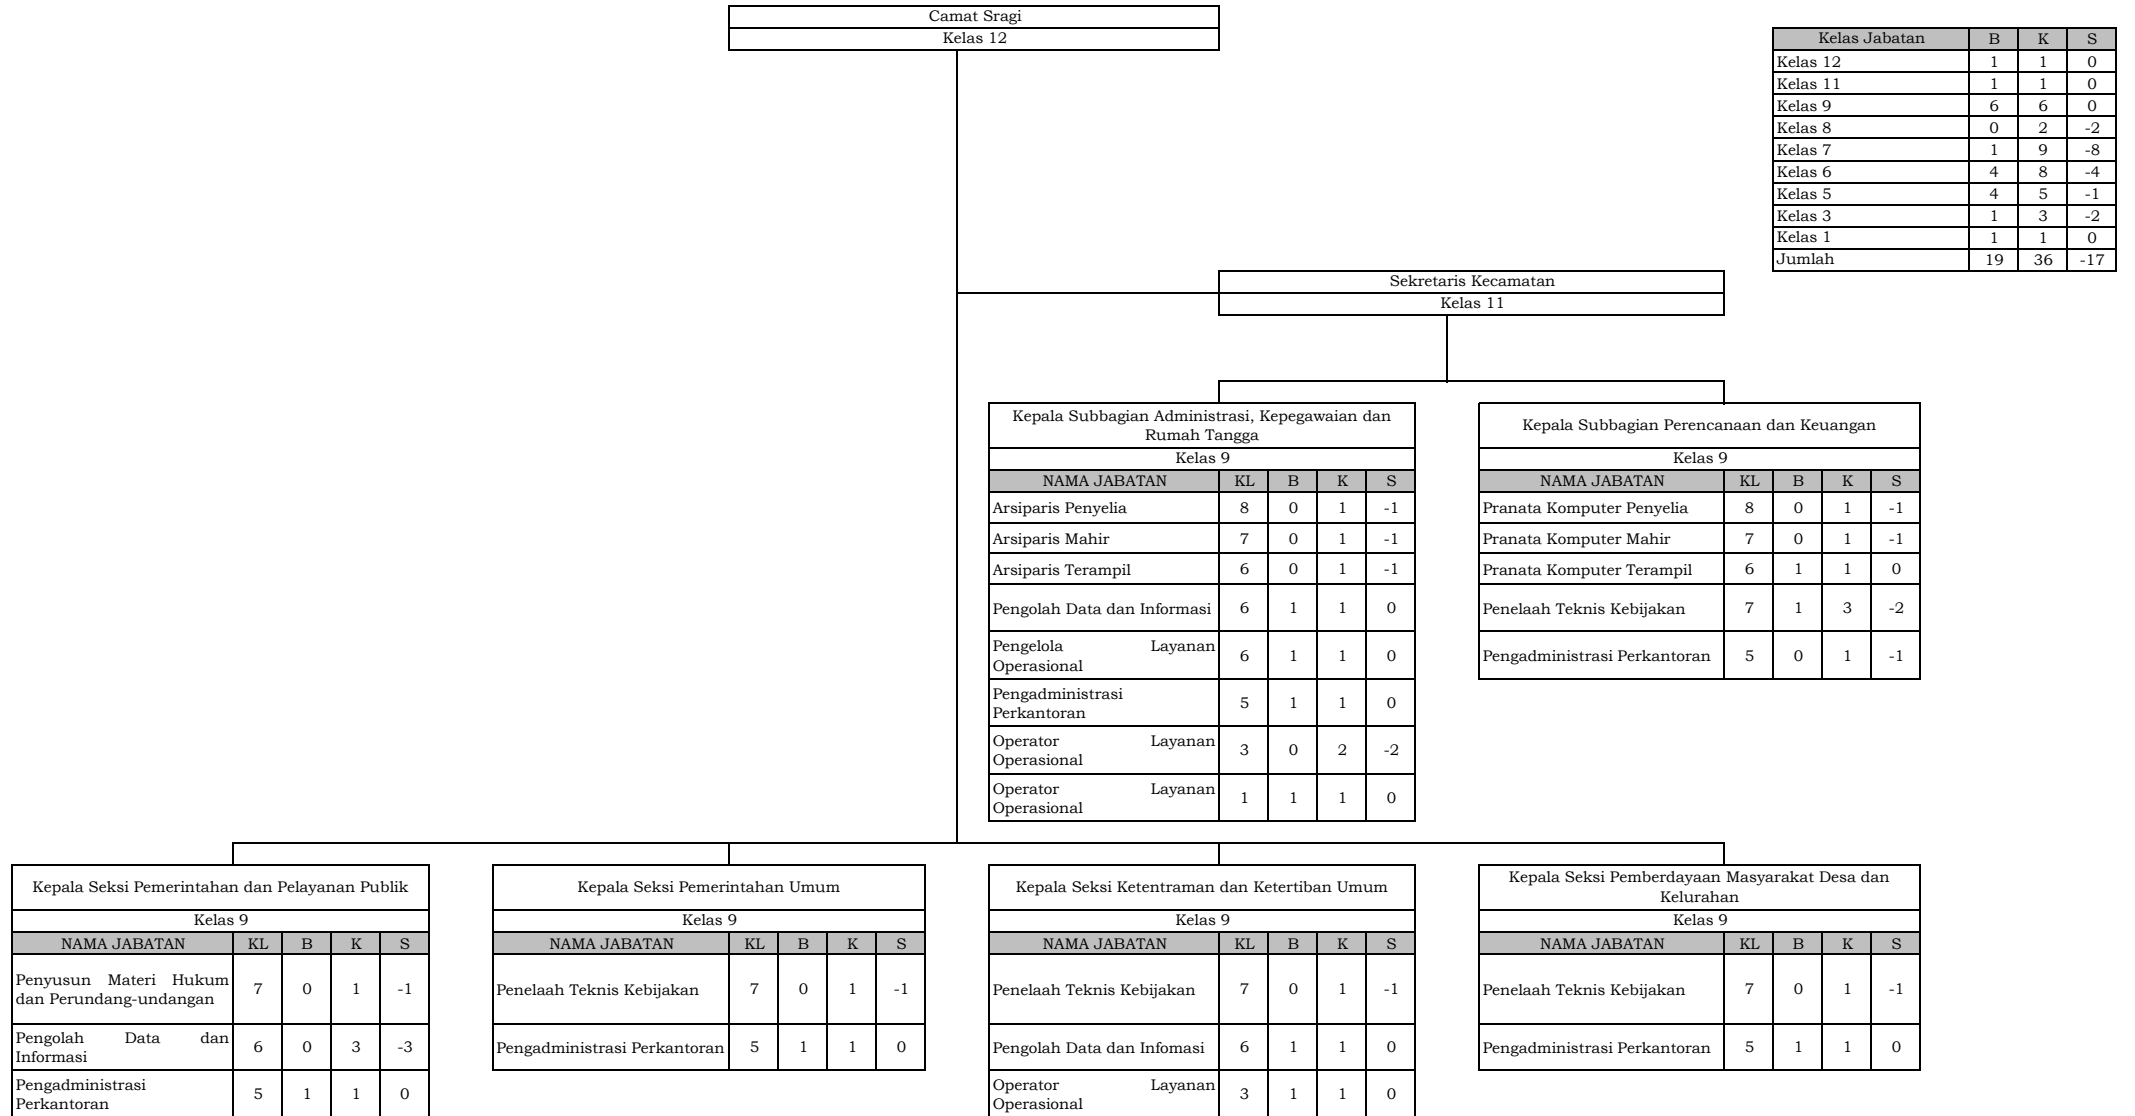 Camat Sragi
Kelas 12
Kelas Jabatan B K S
Kelas 12 1 1 0
Kelas 11 1 1 0
Kelas 9 6 6 0
Kelas 8 0 2 -2
Kelas 7 1 9 -8
Kelas 6 4 8 -4
Kelas 5 4 5 -1
Kelas 3 1 3 -2
Kelas 1 1 1 0
Jumlah 19 36 -17
Sekretaris Kecamatan
Kelas 11
Kepala Subbagian Administrasi, Kepegawaian dan
Rumah Tangga
Kelas 9
NAMA JABATAN KL B K S
Arsiparis Penyelia 8 0 1 -1
Arsiparis Mahir 7 0 1 -1
Arsiparis Terampil 6 0 1 -1
Pengolah Data dan Informasi 6 1 1 0
Pengelola Layanan
Operasional 6 1 1 0
Pengadministrasi
Perkantoran 5 1 1 0
Operator Layanan
Operasional 3 0 2 -2
Operator Layanan
Operasional 1 1 1 0
Kepala Subbagian Perencanaan dan Keuangan
Kelas 9
NAMA JABATAN KL B K S
Pranata Komputer Penyelia 8 0 1 -1
Pranata Komputer Mahir 7 0 1 -1
Pranata Komputer Terampil 6 1 1 0
Penelaah Teknis Kebijakan 7 1 3 -2
Pengadministrasi Perkantoran 5 0 1 -1
Kepala Seksi Pemerintahan dan Pelayanan Publik
Kelas 9
NAMA JABATAN KL B K S
Penyusun Materi Hukum
dan Perundang-undangan 7 0 1 -1
Pengolah Data dan
Informasi 6 0 3 -3
Pengadministrasi
Perkantoran 5 1 1 0
Kepala Seksi Pemerintahan Umum
Kelas 9
NAMA JABATAN KL B K S
Penelaah Teknis Kebijakan 7 0 1 -1
Pengadministrasi Perkantoran 5 1 1 0
Kepala Seksi Ketentraman dan Ketertiban Umum
Kelas 9
NAMA JABATAN KL B K S
Penelaah Teknis Kebijakan 7 0 1 -1
Pengolah Data dan Infomasi 6 1 1 0
Operator Layanan
Operasional 3 1 1 0
Kepala Seksi Pemberdayaan Masyarakat Desa dan
Kelurahan
Kelas 9
NAMA JABATAN KL B K S
Penelaah Teknis Kebijakan 7 0 1 -1
Pengadministrasi Perkantoran 5 1 1 0